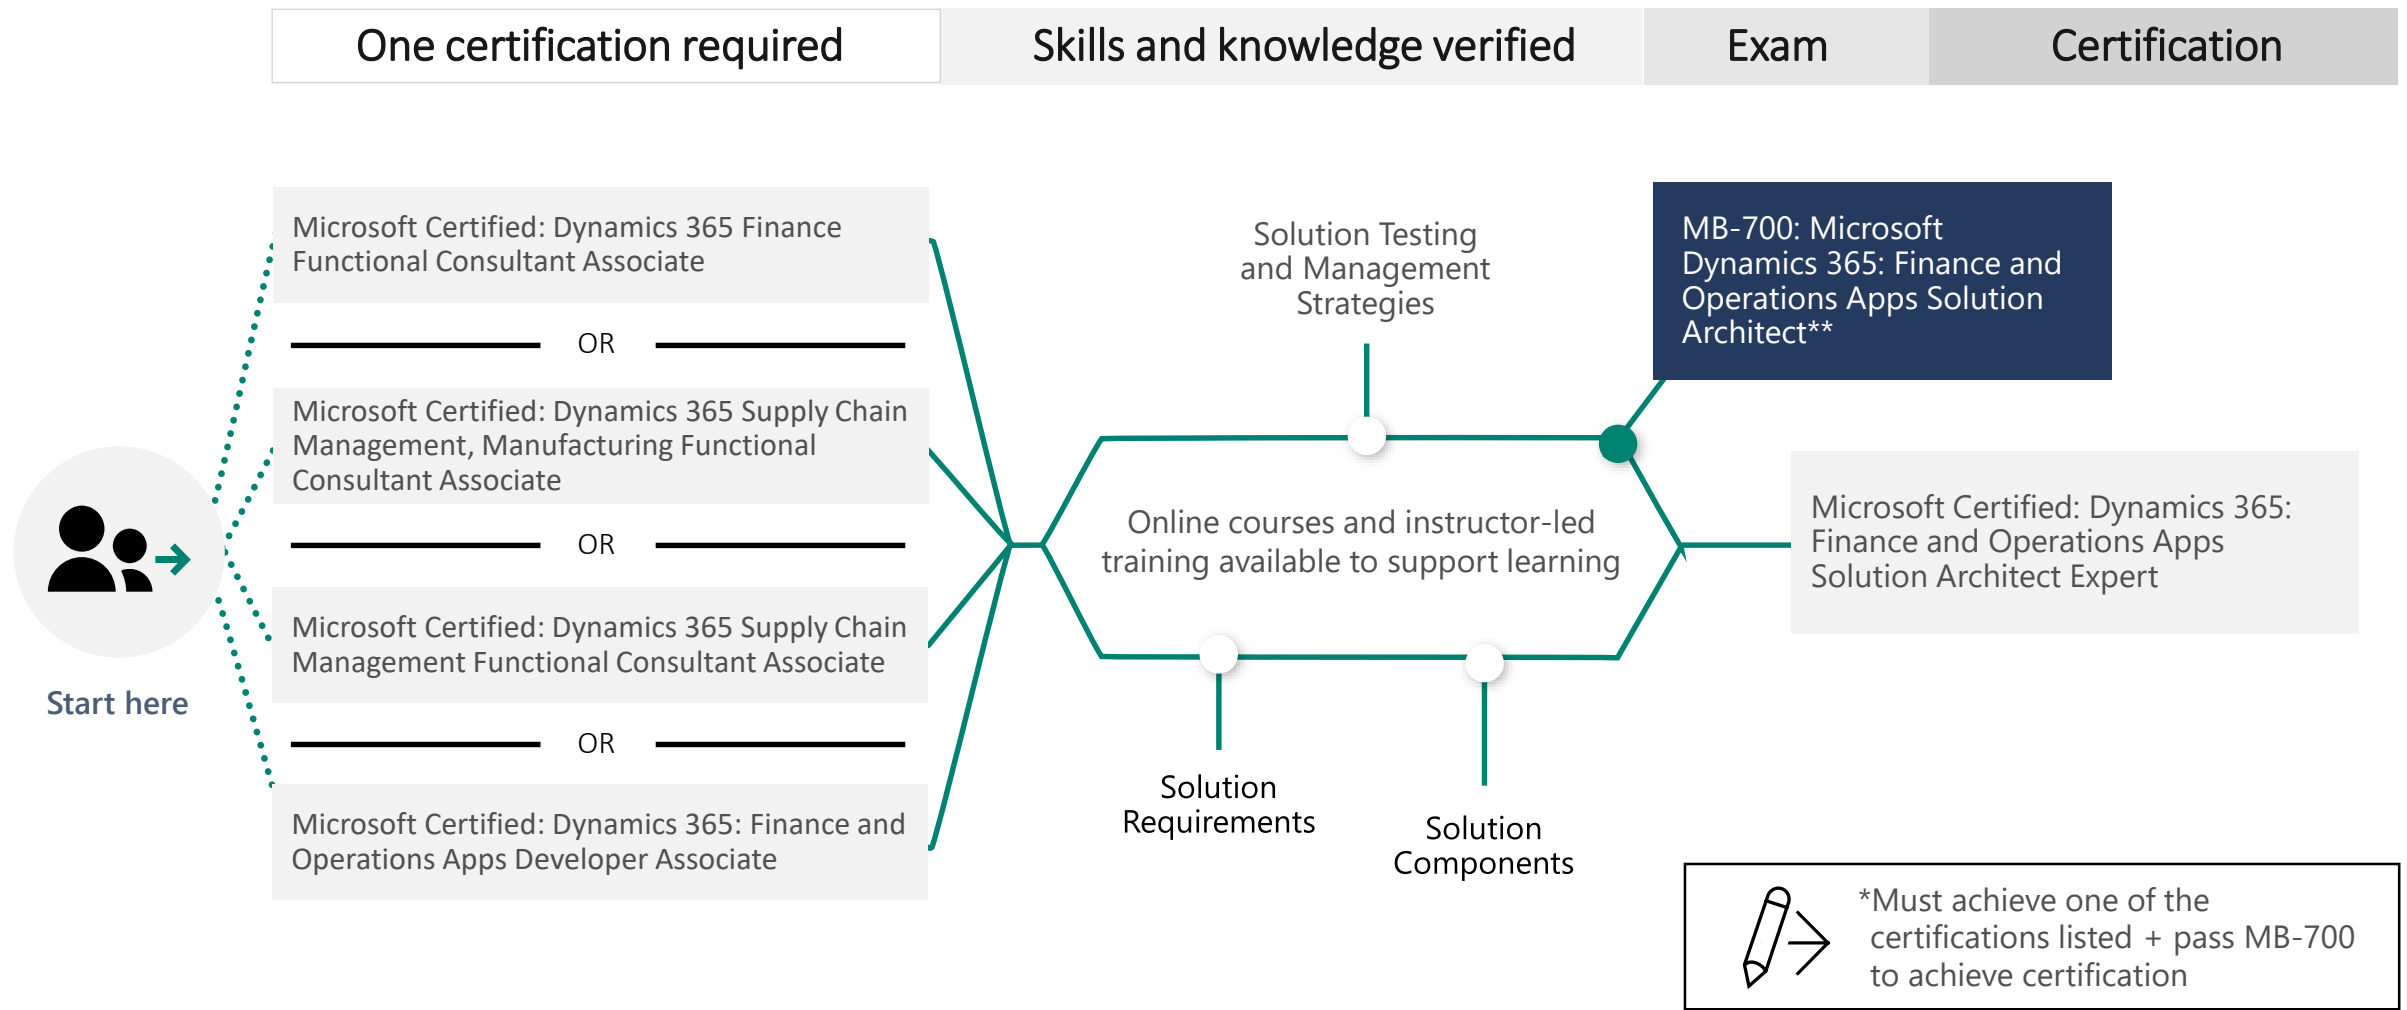 One certification required
Skills and knowledge verified
Exam
Certification
Start here
Microsoft Certified: Dynamics 365 Finance
Functional Consultant Associate
OR
Microsoft Certified: Dynamics 365 Supply Chain
Management, Manufacturing Functional
Consultant Associate
OR
Microsoft Certified: Dynamics 365 Supply Chain
Management Functional Consultant Associate
OR
Microsoft Certified: Dynamics 365: Finance and
Operations Apps Developer Associate
Solution Testing
and Management
Strategies
Online courses and instructor-led
training available to support learning
Solution
Requirements
Solution
Components
MB-700: Microsoft
Dynamics 365: Finance and
Operations Apps Solution
Architect**
Microsoft Certified: Dynamics 365:
Finance and Operations Apps
Solution Architect Expert
*Must achieve one of the
certifications listed + pass MB-700
to achieve certification